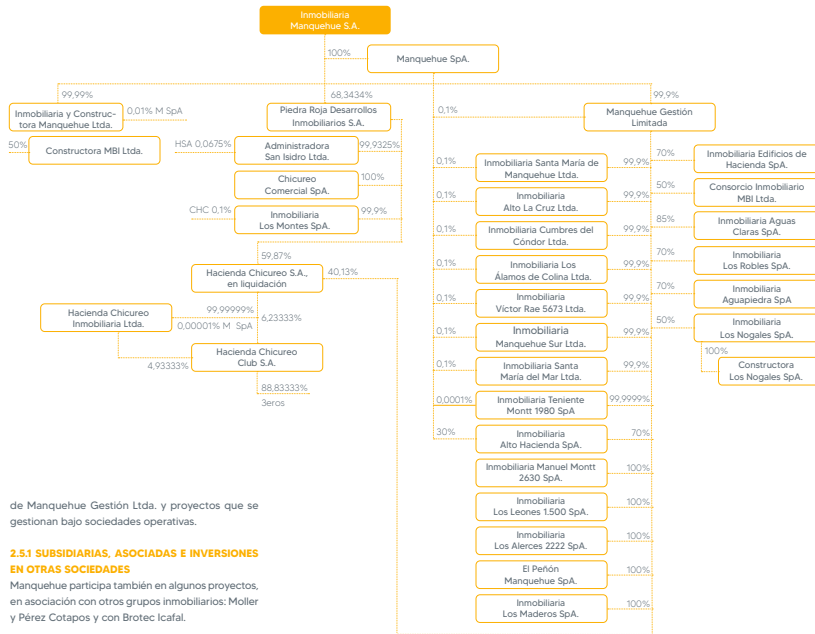 Inmobiliaria
Manquehue S.A.
100%
Manquehue SpA.
99,99%
68,3434%
99,9%
Inmobiliaria y Construc-
tora Manquehue Ltda.
0,01% M SpA
50%
Constructora MBI Ltda.
Piedra Roja Desarrollos
Inmobiliarios S.A.
HSA 0,0675%
Administradora
San Isidro Ltda.
99,9325%
Chicureo
Comercial SpA.
100%
CHC 0,1%
Inmobiliaria
Los Montes SpA.
99,9%
59,87%
Hacienda Chicureo S.A.,
en liquidación
40,13%
Hacienda Chicureo
Inmobiliaria Ltda.
99,99999%
0,00001% M SpA
6,23333%
4,93333%
Hacienda Chicureo
Club S.A.
88,83333%
3eros
0,1%
Manquehue Gestión
Limitada
0,1%
Inmobiliaria Santa María de
Manquehue Ltda.
99,9%
0,1%
Inmobiliaria
Alto La Cruz Ltda.
99,9%
0,1%
Inmobiliaria Cumbres del
Cóndor Ltda.
99,9%
0,1%
Inmobiliaria Los
Álamos de Colina Ltda.
99,9%
0,1%
Inmobiliaria
Víctor Rae 5673 Ltda.
99,9%
0,1%
Inmobiliaria
Manquehue Sur Ltda.
99,9%
0,1%
Inmobiliaria Santa
María del Mar Ltda.
99,9%
0,0001%
Inmobiliaria Teniente
Montt 1980 SpA
99,9999%
30%
Inmobiliaria
Alto Hacienda SpA.
70%
Inmobiliaria Manuel Montt
2630 SpA.
100%
Inmobiliaria
Los Leones 1.500 SpA.
100%
Inmobiliaria
Los Alerces 2222 SpA.
100%
El Peñón
Manquehue SpA.
100%
Inmobiliaria
Los Maderos SpA.
100%
70%
Inmobiliaria Edificios de
Hacienda SpA.
50%
Consorcio Inmobiliario
MBI Ltda.
85%
Inmobiliaria Aguas
Claras SpA.
70%
Inmobiliaria
Los Robles SpA.
70%
Inmobiliaria
Aguapiedra SpA
50%
Inmobiliaria
Los Nogales SpA.
100%
Constructora
Los Nogales SpA.
de Manquehue Gestión Ltda. y proyectos que se
gestionan bajo sociedades operativas.
2.5.1 SUBSIDIARIAS, ASOCIADAS E INVERSIONES
EN OTRAS SOCIEDADES
Manquehue participa también en algunos proyectos,
en asociación con otros grupos inmobiliarios: Moller
y Pérez Cotapos y con Brotec Icafal.